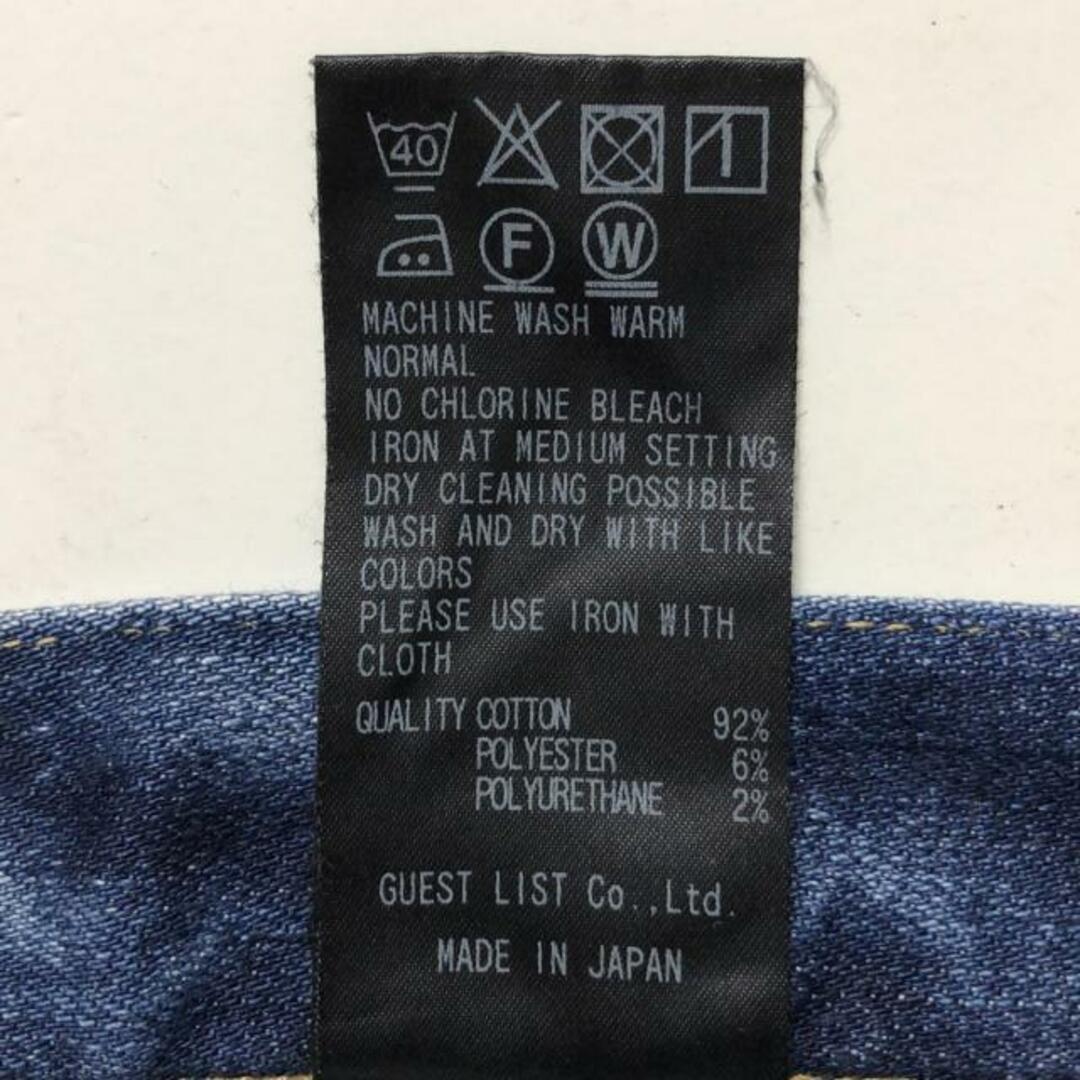 40
F W
MACHINE WASH WARM
NORMAL
NO CHLORINE BLEACH
IRON AT MEDIUM SETTING
DRY CLEANING POSSIBLE
WASH AND DRY WITH LIKE
COLORS
PLEASE USE IRON WITH
CLOTH
QUALITY COTTON 92%
POLYESTER 6%
POLYURETHANE 2%
GUEST LIST Co.,Ltd.
MADE IN JAPAN